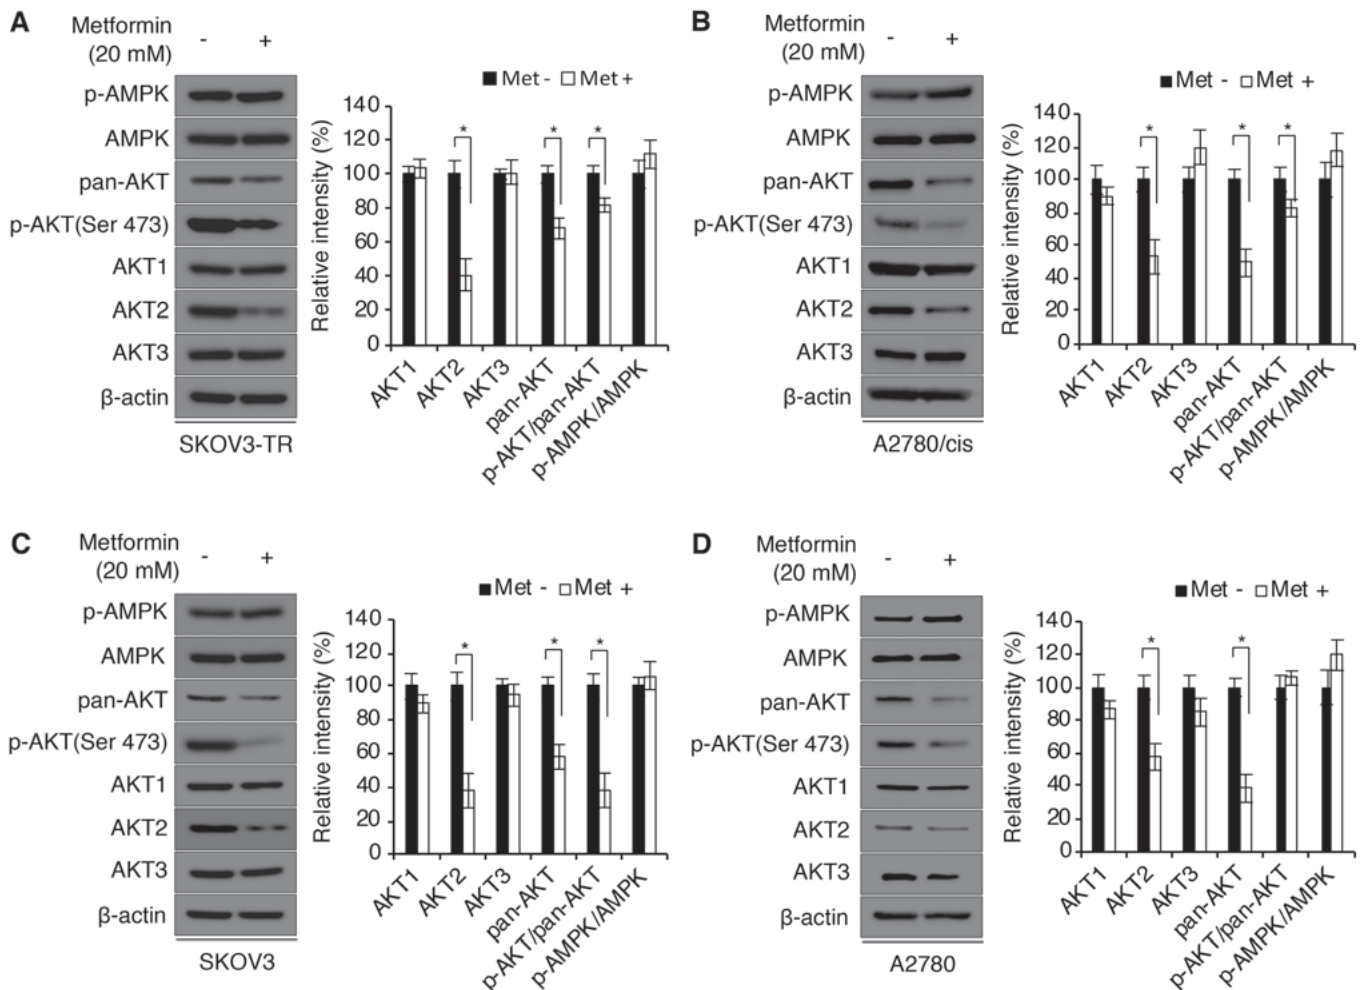 A
Metformin
(20 mM)
- +
p-AMPK
AMPK
pan-AKT
p-AKT(Ser 473)
AKT1
AKT2
AKT3
β-actin
SKOV3-TR
Met - Met +
Relative intensity (%)
140
120
100
80
60
40
20
0
* * *
AKT1
AKT2
AKT3
pan-AKT
p-AKT/pan-AKT
p-AMPK/AMPK
B
Metformin
(20 mM)
- +
p-AMPK
AMPK
pan-AKT
p-AKT(Ser 473)
AKT1
AKT2
AKT3
β-actin
A2780/cis
Met - Met +
Relative intensity (%)
140
120
100
80
60
40
20
0
* * *
AKT1
AKT2
AKT3
pan-AKT
p-AKT/pan-AKT
p-AMPK/AMPK
C
Metformin
(20 mM)
- +
p-AMPK
AMPK
pan-AKT
p-AKT(Ser 473)
AKT1
AKT2
AKT3
β-actin
SKOV3
Met - Met +
Relative intensity (%)
140
120
100
80
60
40
20
0
* * *
AKT1
AKT2
AKT3
pan-AKT
p-AKT/pan-AKT
p-AMPK/AMPK
D
Metformin
(20 mM)
- +
p-AMPK
AMPK
pan-AKT
p-AKT(Ser 473)
AKT1
AKT2
AKT3
β-actin
A2780
Met - Met +
Relative intensity (%)
140
120
100
80
60
40
20
0
* *
AKT1
AKT2
AKT3
pan-AKT
p-AKT/pan-AKT
p-AMPK/AMPK